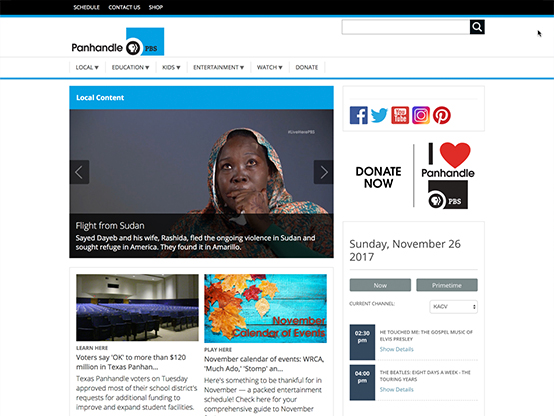 SCHEDULE CONTACT US SHOP
Panhandle PBS
LOCAL ▼ EDUCATION ▼ KIDS ▼ ENTERTAINMENT ▼ WATCH ▼ DONATE
Local Content
#ILiveHerePBS
Flight from Sudan
Sayed Dayeb and his wife, Rashida, fled the ongoing violence in Sudan and
sought refuge in America. They found it in Amarillo.
You Tube
DONATE
NOW
I
Panhandle
PBS
Sunday, November 26
2017
Now Primetime
CURRENT CHANNEL: KACV
02:30
pm
HE TOUCHED ME: THE GOSPEL MUSIC OF
ELVIS PRESLEY
Show Details
04:00
pm
THE BEATLES: EIGHT DAYS A WEEK - THE
TOURING YEARS
Show Details
LEARN HERE
Voters say 'OK' to more than $120
million in Texas Panhan...
Texas Panhandle voters on Tuesday
approved most of their school district's
requests for additional funding to
improve and expand student facilities.
November
Calendar of Events
PLAY HERE
November calendar of events: WRCA,
'Much Ado,' 'Stomp' an...
Here's something to be thankful for in
November — a packed entertainment
schedule! Check here for your
comprehensive guide to November